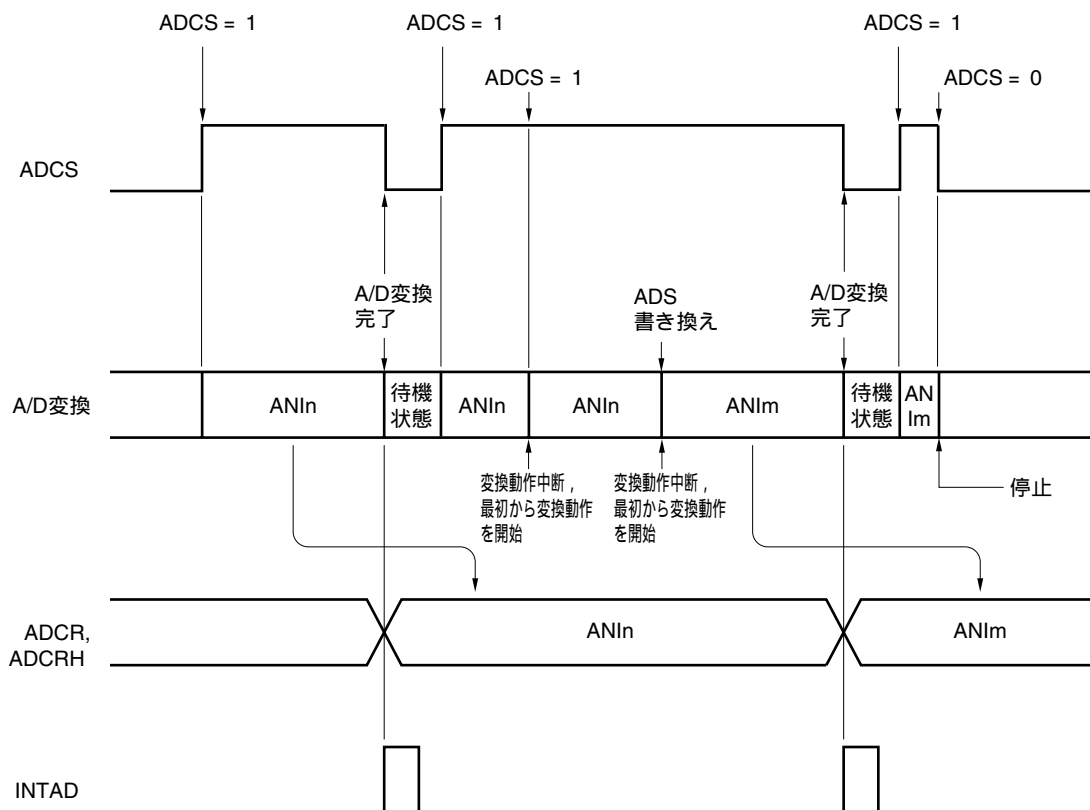 ADCS = 1
ADCS = 1
ADCS = 1
ADCS = 1
ADCS = 0
ADCS
A/D変換
完了
ADS
書き換え
A/D変換
完了
A/D変換
ANIn
待機
状態
ANIn
ANIn
ANIm
待機
状態
AN
Im
変換動作中断，
最初から変換動作
を開始
変換動作中断，
最初から変換動作
を開始
停止
ADCR,
ADCRH
ANIn
ANIm
INTAD